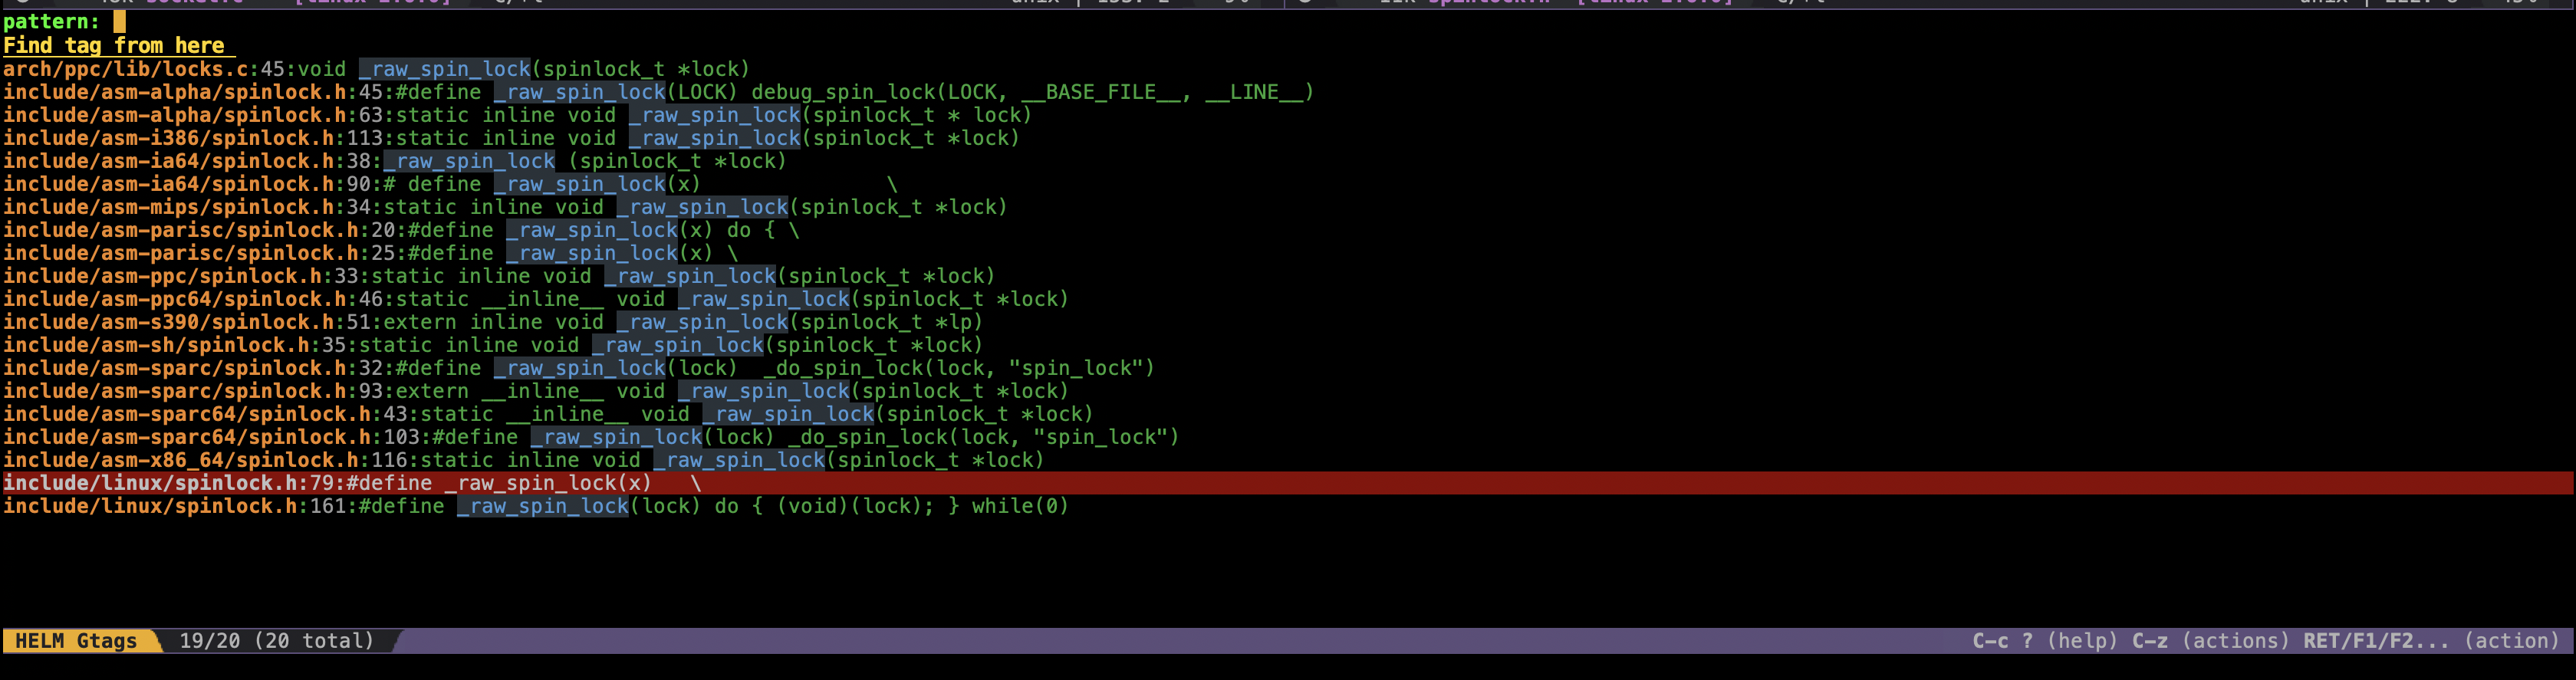 pattern:
Find tag from here
arch/ppc/lib/locks.c:45:void _raw_spin_lock(spinlock_t *lock)
include/asm-alpha/spinlock.h:45:#define _raw_spin_lock(LOCK) debug_spin_lock(LOCK, __BASE_FILE__, __LINE__)
include/asm-alpha/spinlock.h:63:static inline void _raw_spin_lock(spinlock_t * lock)
include/asm-i386/spinlock.h:113:static inline void _raw_spin_lock(spinlock_t *lock)
include/asm-ia64/spinlock.h:38:_raw_spin_lock (spinlock_t *lock)
include/asm-ia64/spinlock.h:90:# define _raw_spin_lock(x) \
include/asm-mips/spinlock.h:34:static inline void _raw_spin_lock(spinlock_t *lock)
include/asm-parisc/spinlock.h:20:#define _raw_spin_lock(x) do { \
include/asm-parisc/spinlock.h:25:#define _raw_spin_lock(x) \
include/asm-ppc/spinlock.h:33:static inline void _raw_spin_lock(spinlock_t *lock)
include/asm-ppc64/spinlock.h:46:static __inline__ void _raw_spin_lock(spinlock_t *lock)
include/asm-s390/spinlock.h:51:extern inline void _raw_spin_lock(spinlock_t *lp)
include/asm-sh/spinlock.h:35:static inline void _raw_spin_lock(spinlock_t *lock)
include/asm-sparc/spinlock.h:32:#define _raw_spin_lock(lock) _do_spin_lock(lock, "spin_lock")
include/asm-sparc/spinlock.h:93:extern __inline__ void _raw_spin_lock(spinlock_t *lock)
include/asm-sparc64/spinlock.h:43:static __inline__ void _raw_spin_lock(spinlock_t *lock)
include/asm-sparc64/spinlock.h:103:#define _raw_spin_lock(lock) _do_spin_lock(lock, "spin_lock")
include/asm-x86_64/spinlock.h:116:static inline void _raw_spin_lock(spinlock_t *lock)
include/linux/spinlock.h:79:#define _raw_spin_lock(x) \
include/linux/spinlock.h:161:#define _raw_spin_lock(lock) do { (void)(lock); } while(0)
HELM Gtags 19/20 (20 total) C-c ? (help) C-z (actions) RET/F1/F2... (action)